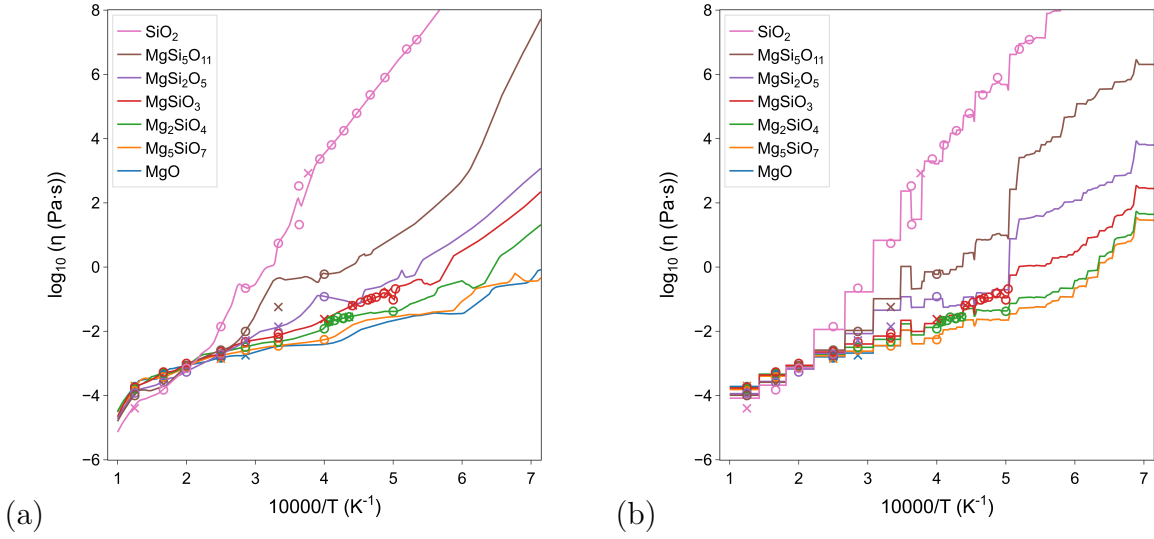 8
6
4
2
0
−2
−4
−6
log₁₀ (η (Pa·s))
SiO₂
MgSi₅O₁₁
MgSi₂O₅
MgSiO₃
Mg₂SiO₄
Mg₅SiO₇
MgO
1 2 3 4 5 6 7
10000/T (K⁻¹)
(a)
8
6
4
2
0
−2
−4
−6
log₁₀ (η (Pa·s))
SiO₂
MgSi₅O₁₁
MgSi₂O₅
MgSiO₃
Mg₂SiO₄
Mg₅SiO₇
MgO
1 2 3 4 5 6 7
10000/T (K⁻¹)
(b)